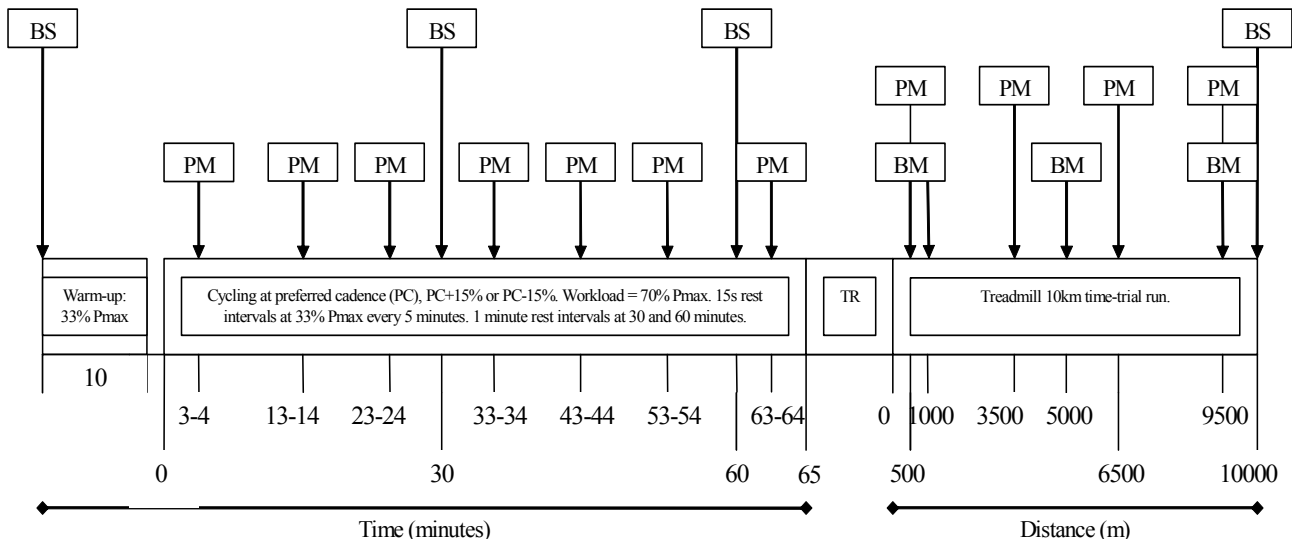 BS BS BS BS
PM PM PM PM
PM PM PM PM PM PM PM BM BM BM
Warm-up:
33% Pmax
Cycling at preferred cadence (PC), PC+15% or PC-15%. Workload = 70% Pmax. 15s rest
intervals at 33% Pmax every 5 minutes. 1 minute rest intervals at 30 and 60 minutes.
TR
Treadmill 10km time-trial run.
10
3-4 13-14 23-24 33-34 43-44 53-54 63-64 0 1000 3500 5000 9500
0 30 60 65 500 6500 10000
Time (minutes) Distance (m)